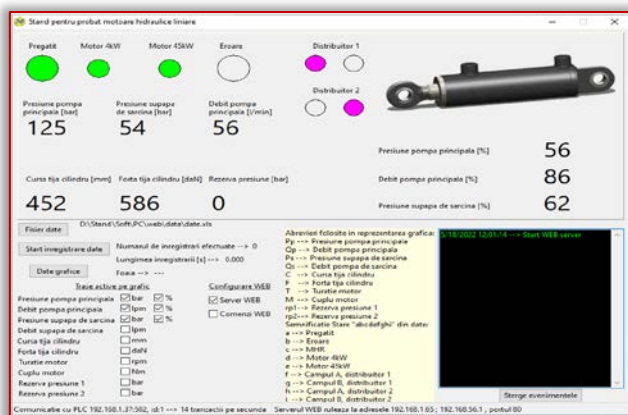 Stand pentru probat motoare hidraulice liniare
Pregatit Motor 4kW Motor 45kW Eroare Distribuitor 1
Distribuitor 2
Presiune pompa principala [bar] Presiune supapa de sarcina [bar] Debit pompa principala [l/min]
125 54 56
Presiune pompa principala [%] 56
Debit pompa principala [%] 86
Presiune supapa de sarcina [%] 62
Cursa tija cilindru [mm] Forta tija cilindru [daN] Rezerva presiune [bar]
452 586 0
Fisier date D:\Stand\Soft\PC\web\data\date.xls
Start inregistrare date Numarul de inregistrari efectuate --> 0
Lungimea inregistrarii [s] --> 0.000
Date grafice Foaia --> ---
Trasee active pe grafic Configurare WEB
Presiune pompa principala bar % Server WEB
Debit pompa principala lpm % Comenzi WEB
Presiune supapa de sarcina bar %
Debit supapa de sarcina lpm
Cursa tija cilindru mm
Forta tija cilindru daN
Turatie motor rpm
Cuplu motor Nm
Rezerva presiune 1 bar
Rezerva presiune 2 bar
Abrevieri folosite in reprezentarea grafica:
Pp --> Presiune pompa principala
Qp --> Debit pompa principala
Ps --> Presiune supapa de sarcina
Qs --> Debit supapa de sarcina
C --> Cursa tija cilindru
F --> Forta tija cilindru
T --> Turatie motor
M --> Cuplu motor
rp1--> Rezerva presiune 1
rp2--> Rezerva presiune 2
Semnificatie Stare "abcdefghi" din date:
a --> Pregatit
b --> Eroare
c --> MHR
d --> Motor 4kW
e --> Motor 45kW
f --> Campul A, distribuitor 1
g --> Campul B, distribuitor 1
h --> Campul A, distribuitor 2
i --> Campul B, distribuitor 2
5/18/2022 12:01:14 --> Start WEB server
Sterge evenimentele
Comunicatie cu PLC 192.168.1.37:502, id:1 --> 14 tranzactii pe secunda Serverul WEB ruleaza la adresele 192.168.1.65 ; 192.168.56.1 , portul 80